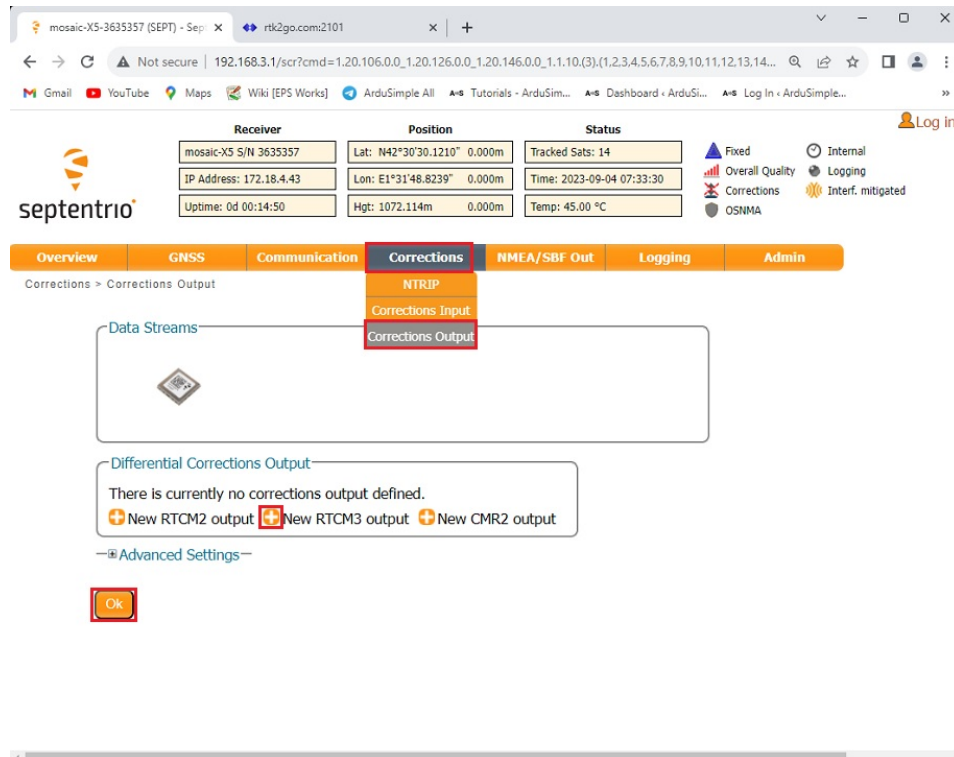 mosaic-X5-3635357 (SEPT) - Sep
rtk2go.com:2101
Not secure | 192.168.3.1/scr?cmd=1.20.106.0.0_1.20.126.0.0_1.20.146.0.0_1.1.10.(3).(1,2,3,4,5,6,7,8,9,10,11,12,13,14...
Gmail YouTube Maps Wiki [EPS Works] ArduSimple All Tutorials - ArduSim... Dashboard ‹ ArduSi... Log In ‹ ArduSimple... »
Log in
Receiver Position Status
mosaic-X5 S/N 3635357 Lat: N42°30'30.1210" 0.000m Tracked Sats: 14 Fixed Internal
IP Address: 172.18.4.43 Lon: E1°31'48.8239" 0.000m Time: 2023-09-04 07:33:30 Overall Quality Logging
Corrections Interf. mitigated
septentrio Uptime: 0d 00:14:50 Hgt: 1072.114m 0.000m Temp: 45.00 °C OSNMA
Overview GNSS Communication Corrections NMEA/SBF Out Logging Admin
Corrections > Corrections Output
NTRIP
Corrections Input
Corrections Output
Data Streams
Differential Corrections Output
There is currently no corrections output defined.
New RTCM2 output New RTCM3 output New CMR2 output
Advanced Settings
Ok